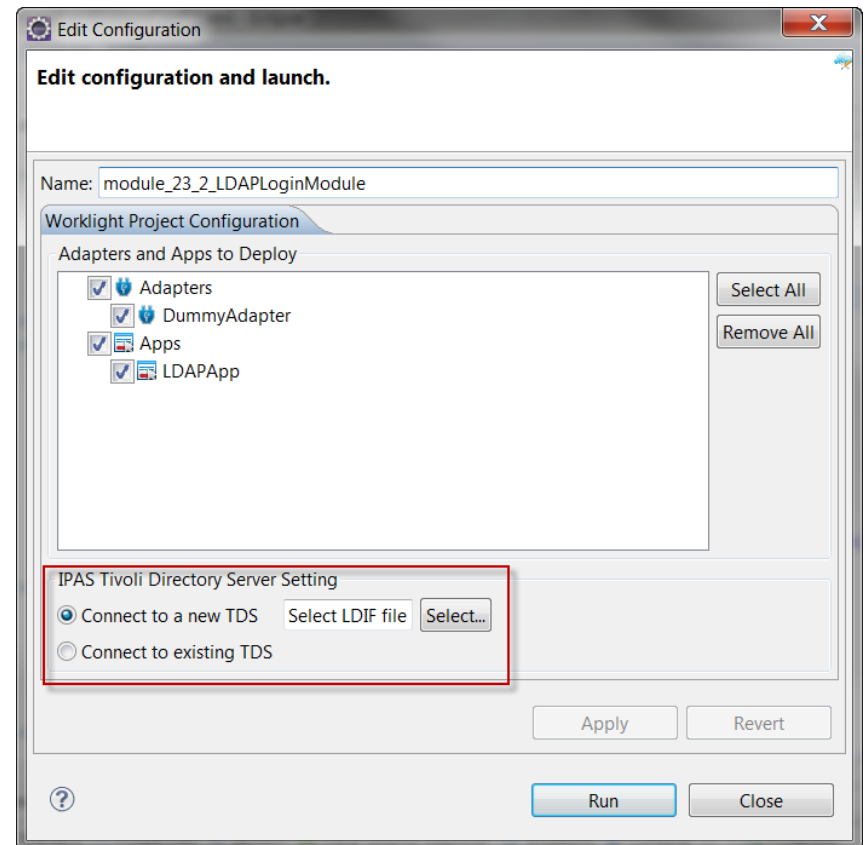 Edit Configuration
Edit configuration and launch.
Name: module_23_2_LDAPLoginModule
Worklight Project Configuration
Adapters and Apps to Deploy
Adapters
DummyAdapter
Apps
LDAPApp
Select All
Remove All
IPAS Tivoli Directory Server Setting
Connect to a new TDS Select LDIF file Select...
Connect to existing TDS
Apply Revert
? Run Close